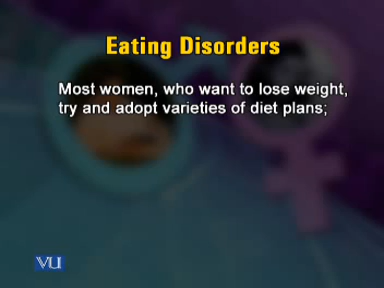 Eating Disorders
Most women, who want to lose weight,
try and adopt varieties of diet plans;
VU